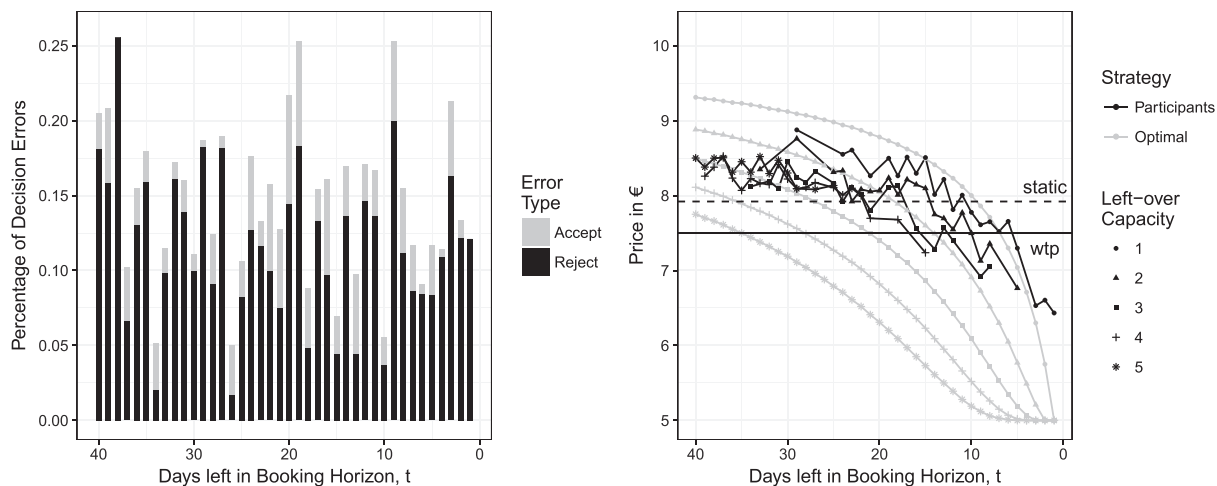 Percentage of Decision Errors
0.25
0.20
0.15
0.10
0.05
0.00
40
30
20
10
0
Days left in Booking Horizon, t
Error
Type
Accept
Reject
Price in €
10
9
8
7
6
5
static
wtp
40
30
20
10
0
Days left in Booking Horizon, t
Strategy
Participants
Optimal
Left−over
Capacity
1
2
3
4
5